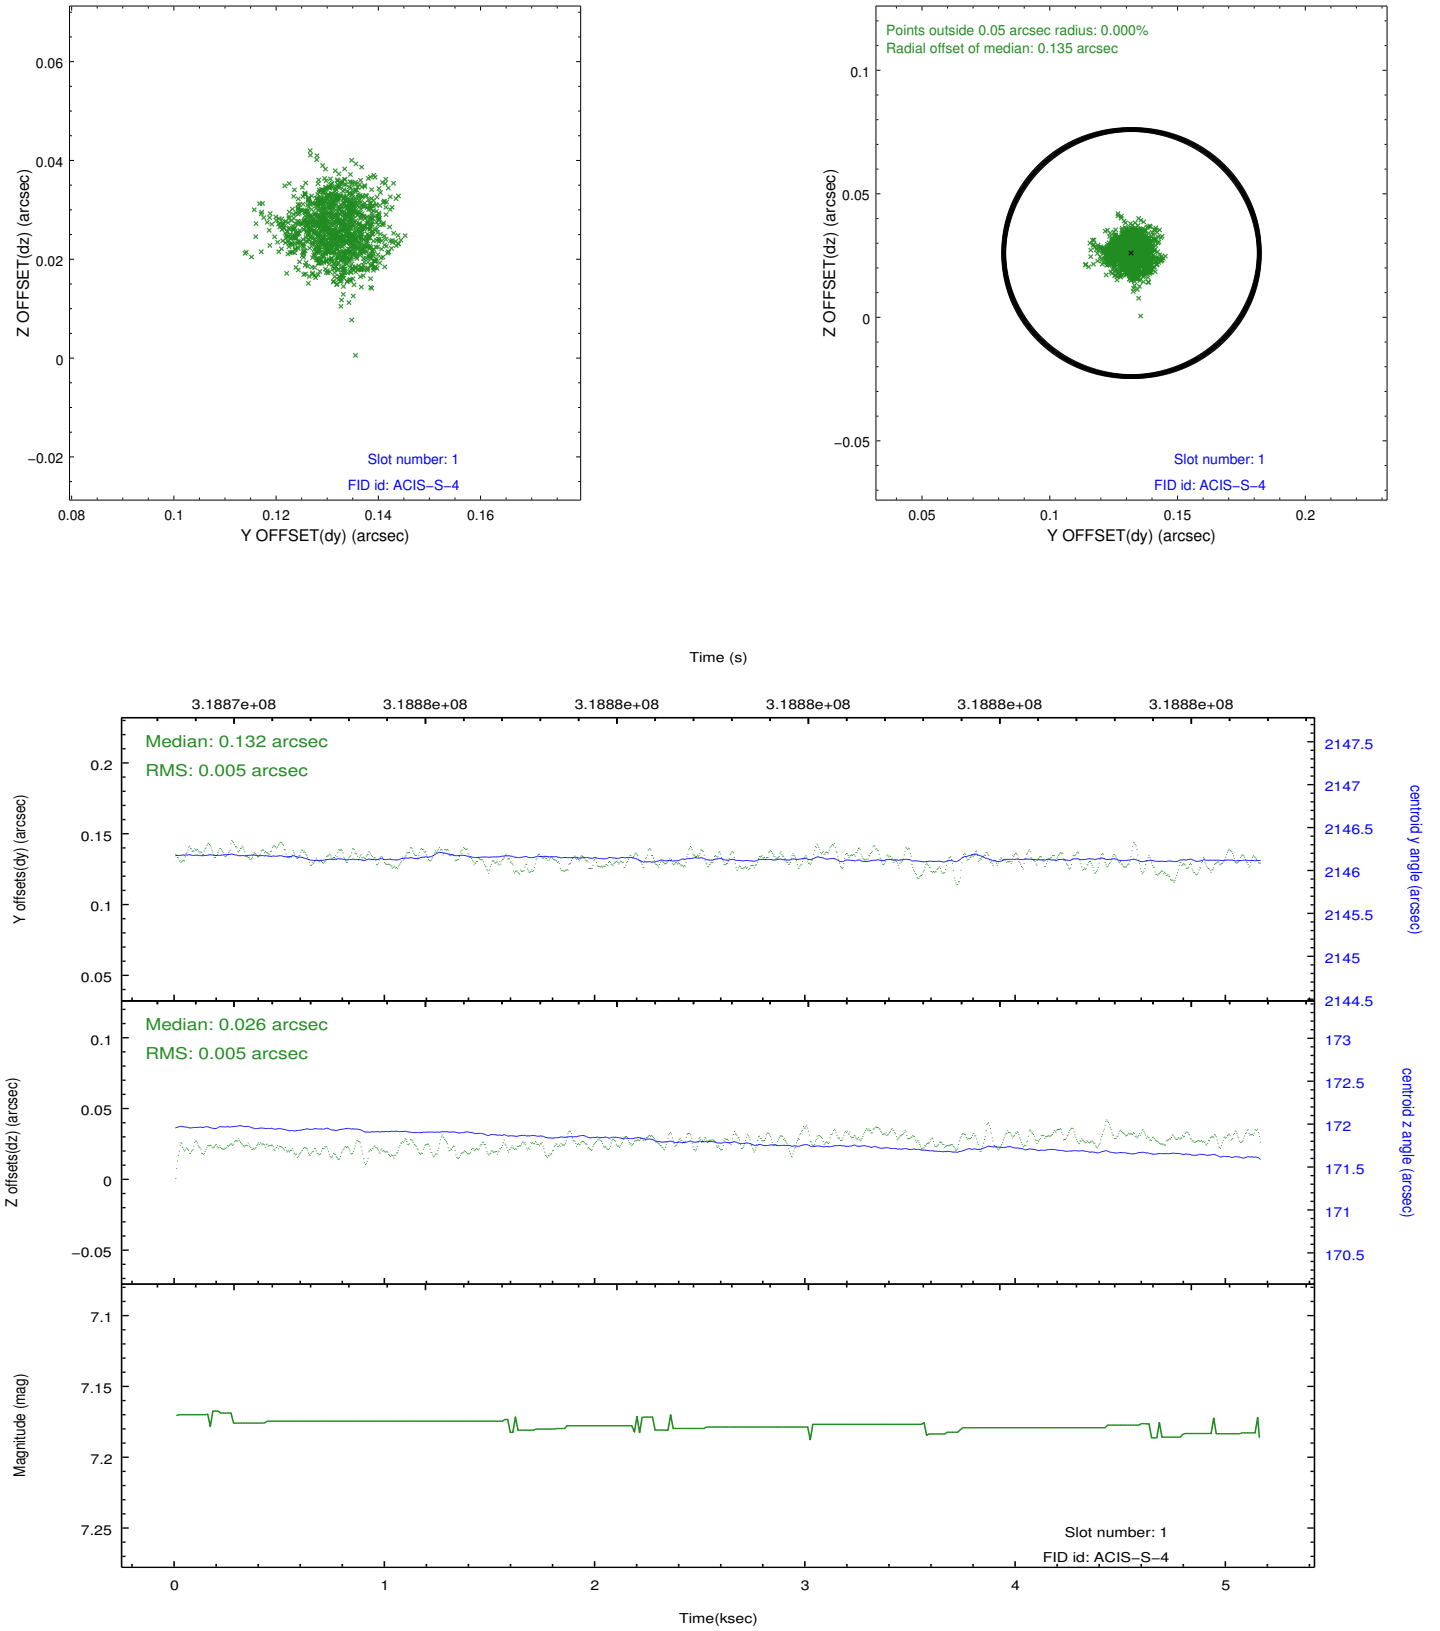 0.06
0.04
0.02
0
−0.02
Z OFFSET(dz) (arcsec)
Slot number: 1
FID id: ACIS−S−4
0.08
0.1
0.12
0.14
0.16
Y OFFSET(dy) (arcsec)
Points outside 0.05 arcsec radius: 0.000%
Radial offset of median: 0.135 arcsec
0.1
0.05
0
−0.05
Z OFFSET(dz) (arcsec)
Slot number: 1
FID id: ACIS−S−4
0.05
0.1
0.15
0.2
Y OFFSET(dy) (arcsec)
Time (s)
3.1887e+08
3.1888e+08
3.1888e+08
3.1888e+08
3.1888e+08
3.1888e+08
Median: 0.132 arcsec
RMS: 0.005 arcsec
0.2
0.15
0.1
0.05
Y offsets(dy) (arcsec)
2147.5
2147
2146.5
2146
2145.5
2145
2144.5
centroid y angle (arcsec)
Median: 0.026 arcsec
RMS: 0.005 arcsec
0.1
0.05
0
−0.05
Z offsets(dz) (arcsec)
173
172.5
172
171.5
171
170.5
centroid z angle (arcsec)
7.1
7.15
7.2
7.25
Magnitude (mag)
Slot number: 1
FID id: ACIS−S−4
0
1
2
3
4
5
Time(ksec)